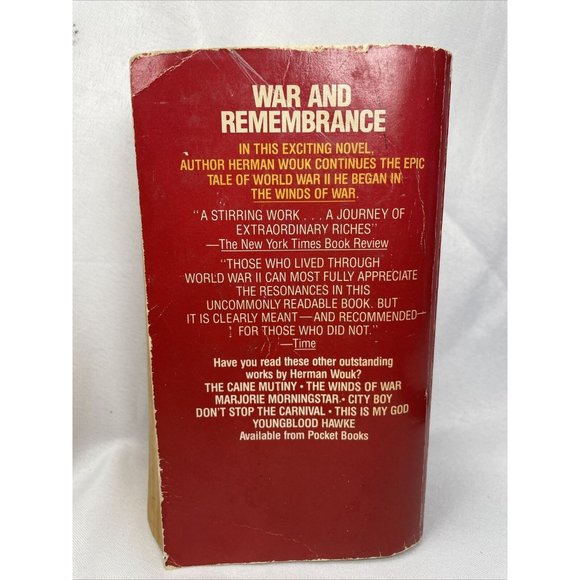 WAR AND
REMEMBRANCE
IN THIS EXCITING NOVEL,
AUTHOR HERMAN WOUK CONTINUES THE EPIC
TALE OF WORLD WAR II HE BEGAN IN
THE WINDS OF WAR.
"A STIRRING WORK . . . A JOURNEY OF
EXTRAORDINARY RICHES"
—The New York Times Book Review
"THOSE WHO LIVED THROUGH
WORLD WAR II CAN MOST FULLY APPRECIATE
THE RESONANCES IN THIS
UNCOMMONLY READABLE BOOK. BUT
IT IS CLEARLY MEANT—AND RECOMMENDED—
FOR THOSE WHO DID NOT."
—Time
Have you read these other outstanding
works by Herman Wouk?
THE CAINE MUTINY • THE WINDS OF WAR
MARJORIE MORNINGSTAR • CITY BOY
DON'T STOP THE CARNIVAL • THIS IS MY GOD
YOUNGBLOOD HAWKE
Available from Pocket Books